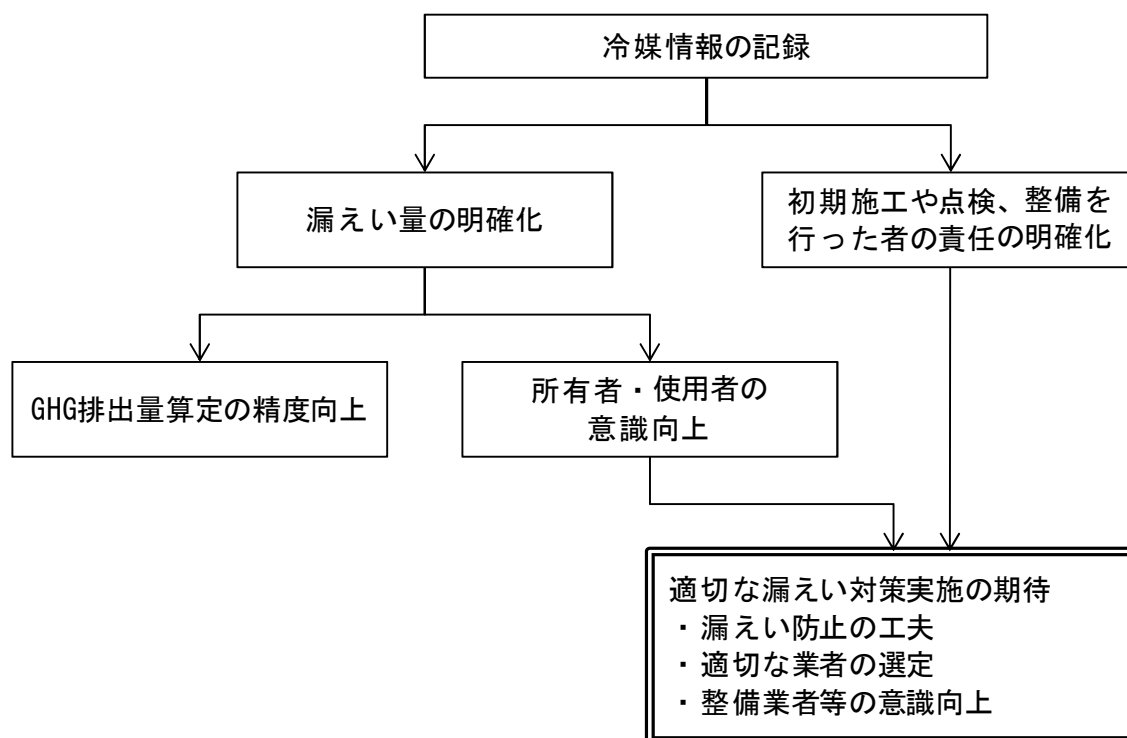 冷媒情報の記録
漏えい量の明確化
初期施工や点検、整備を
行った者の責任の明確化
GHG排出量算定の精度向上
所有者・使用者の
意識向上
適切な漏えい対策実施の期待
・漏えい防止の工夫
・適切な業者の選定
・整備業者等の意識向上